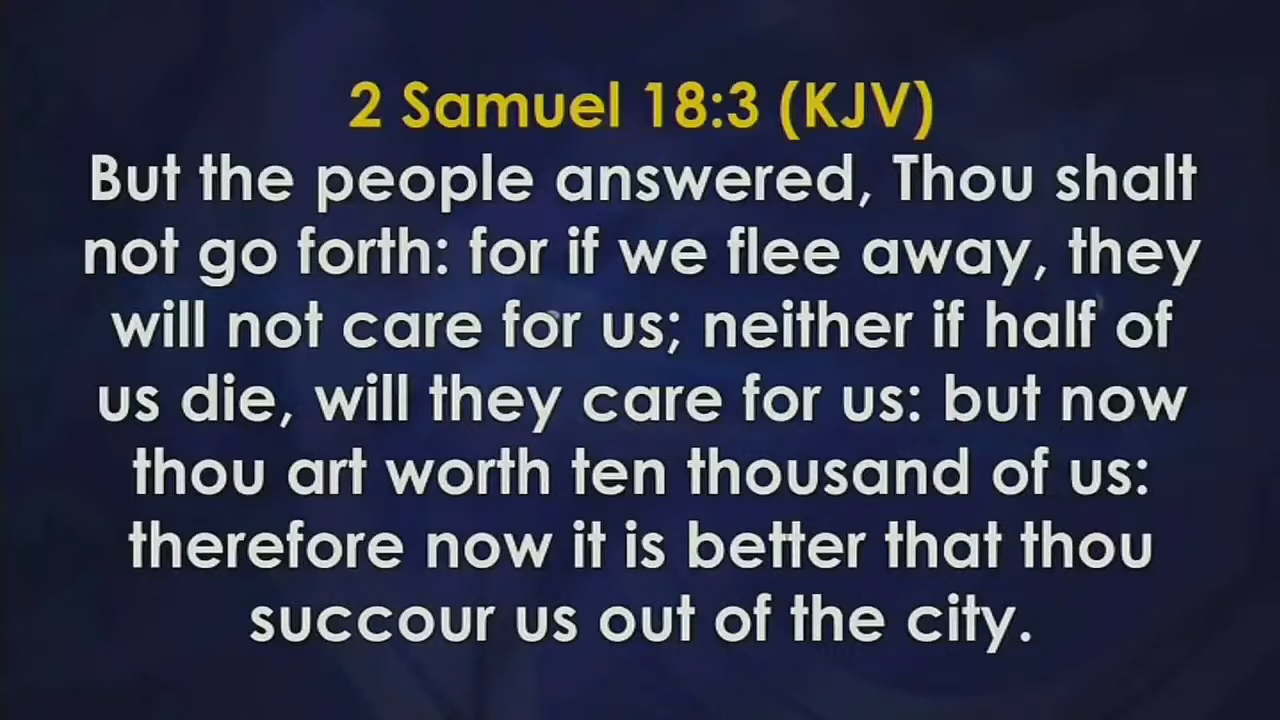 2 Samuel 18:3 (KJV)
But the people answered, Thou shalt
not go forth: for if we flee away, they
will not care for us; neither if half of
us die, will they care for us: but now
thou art worth ten thousand of us:
therefore now it is better that thou
succour us out of the city.